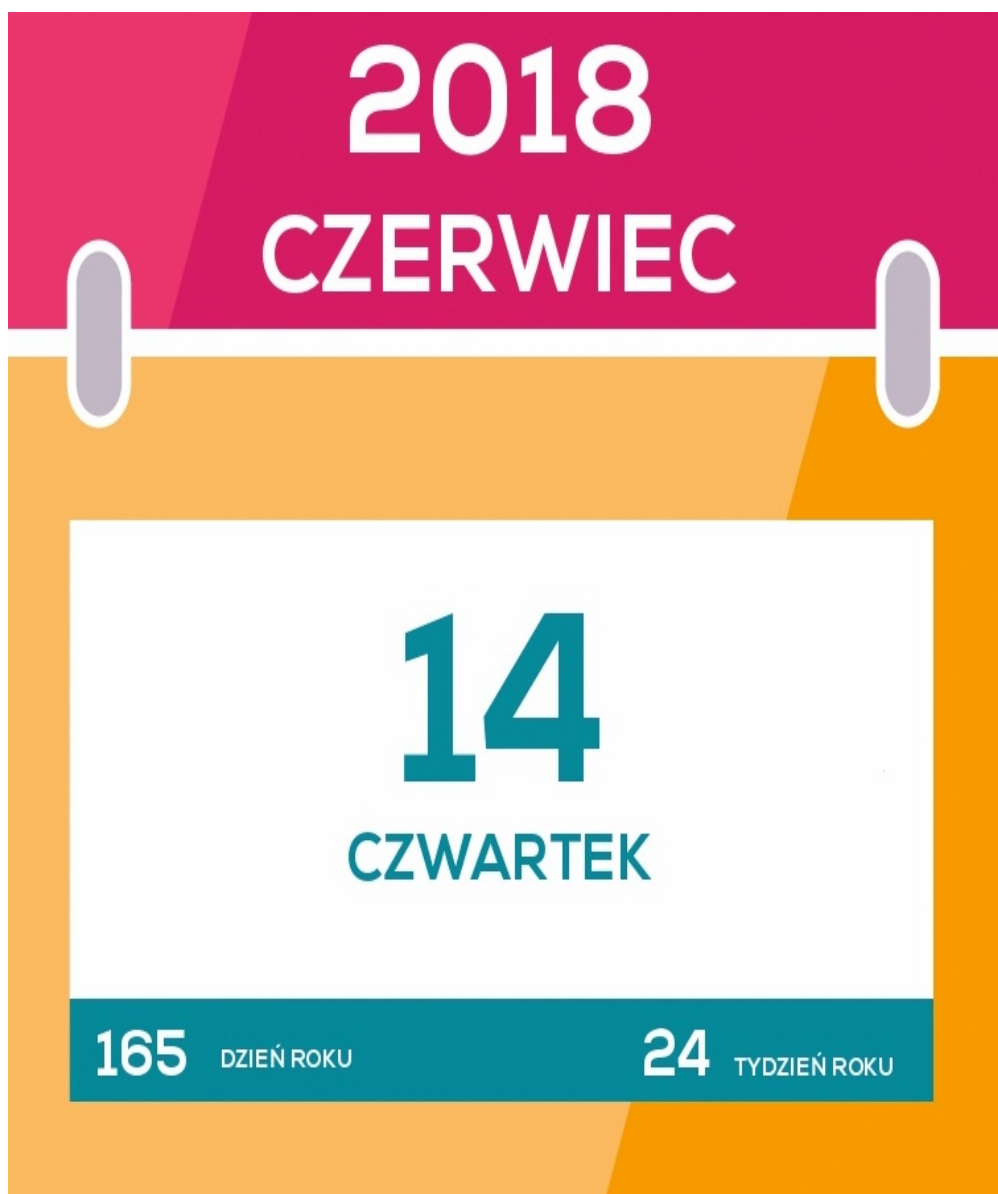 2018
CZERWIEC
14
CZWARTEK
165 DZIEŃ ROKU
24 TYDZIEŃ ROKU